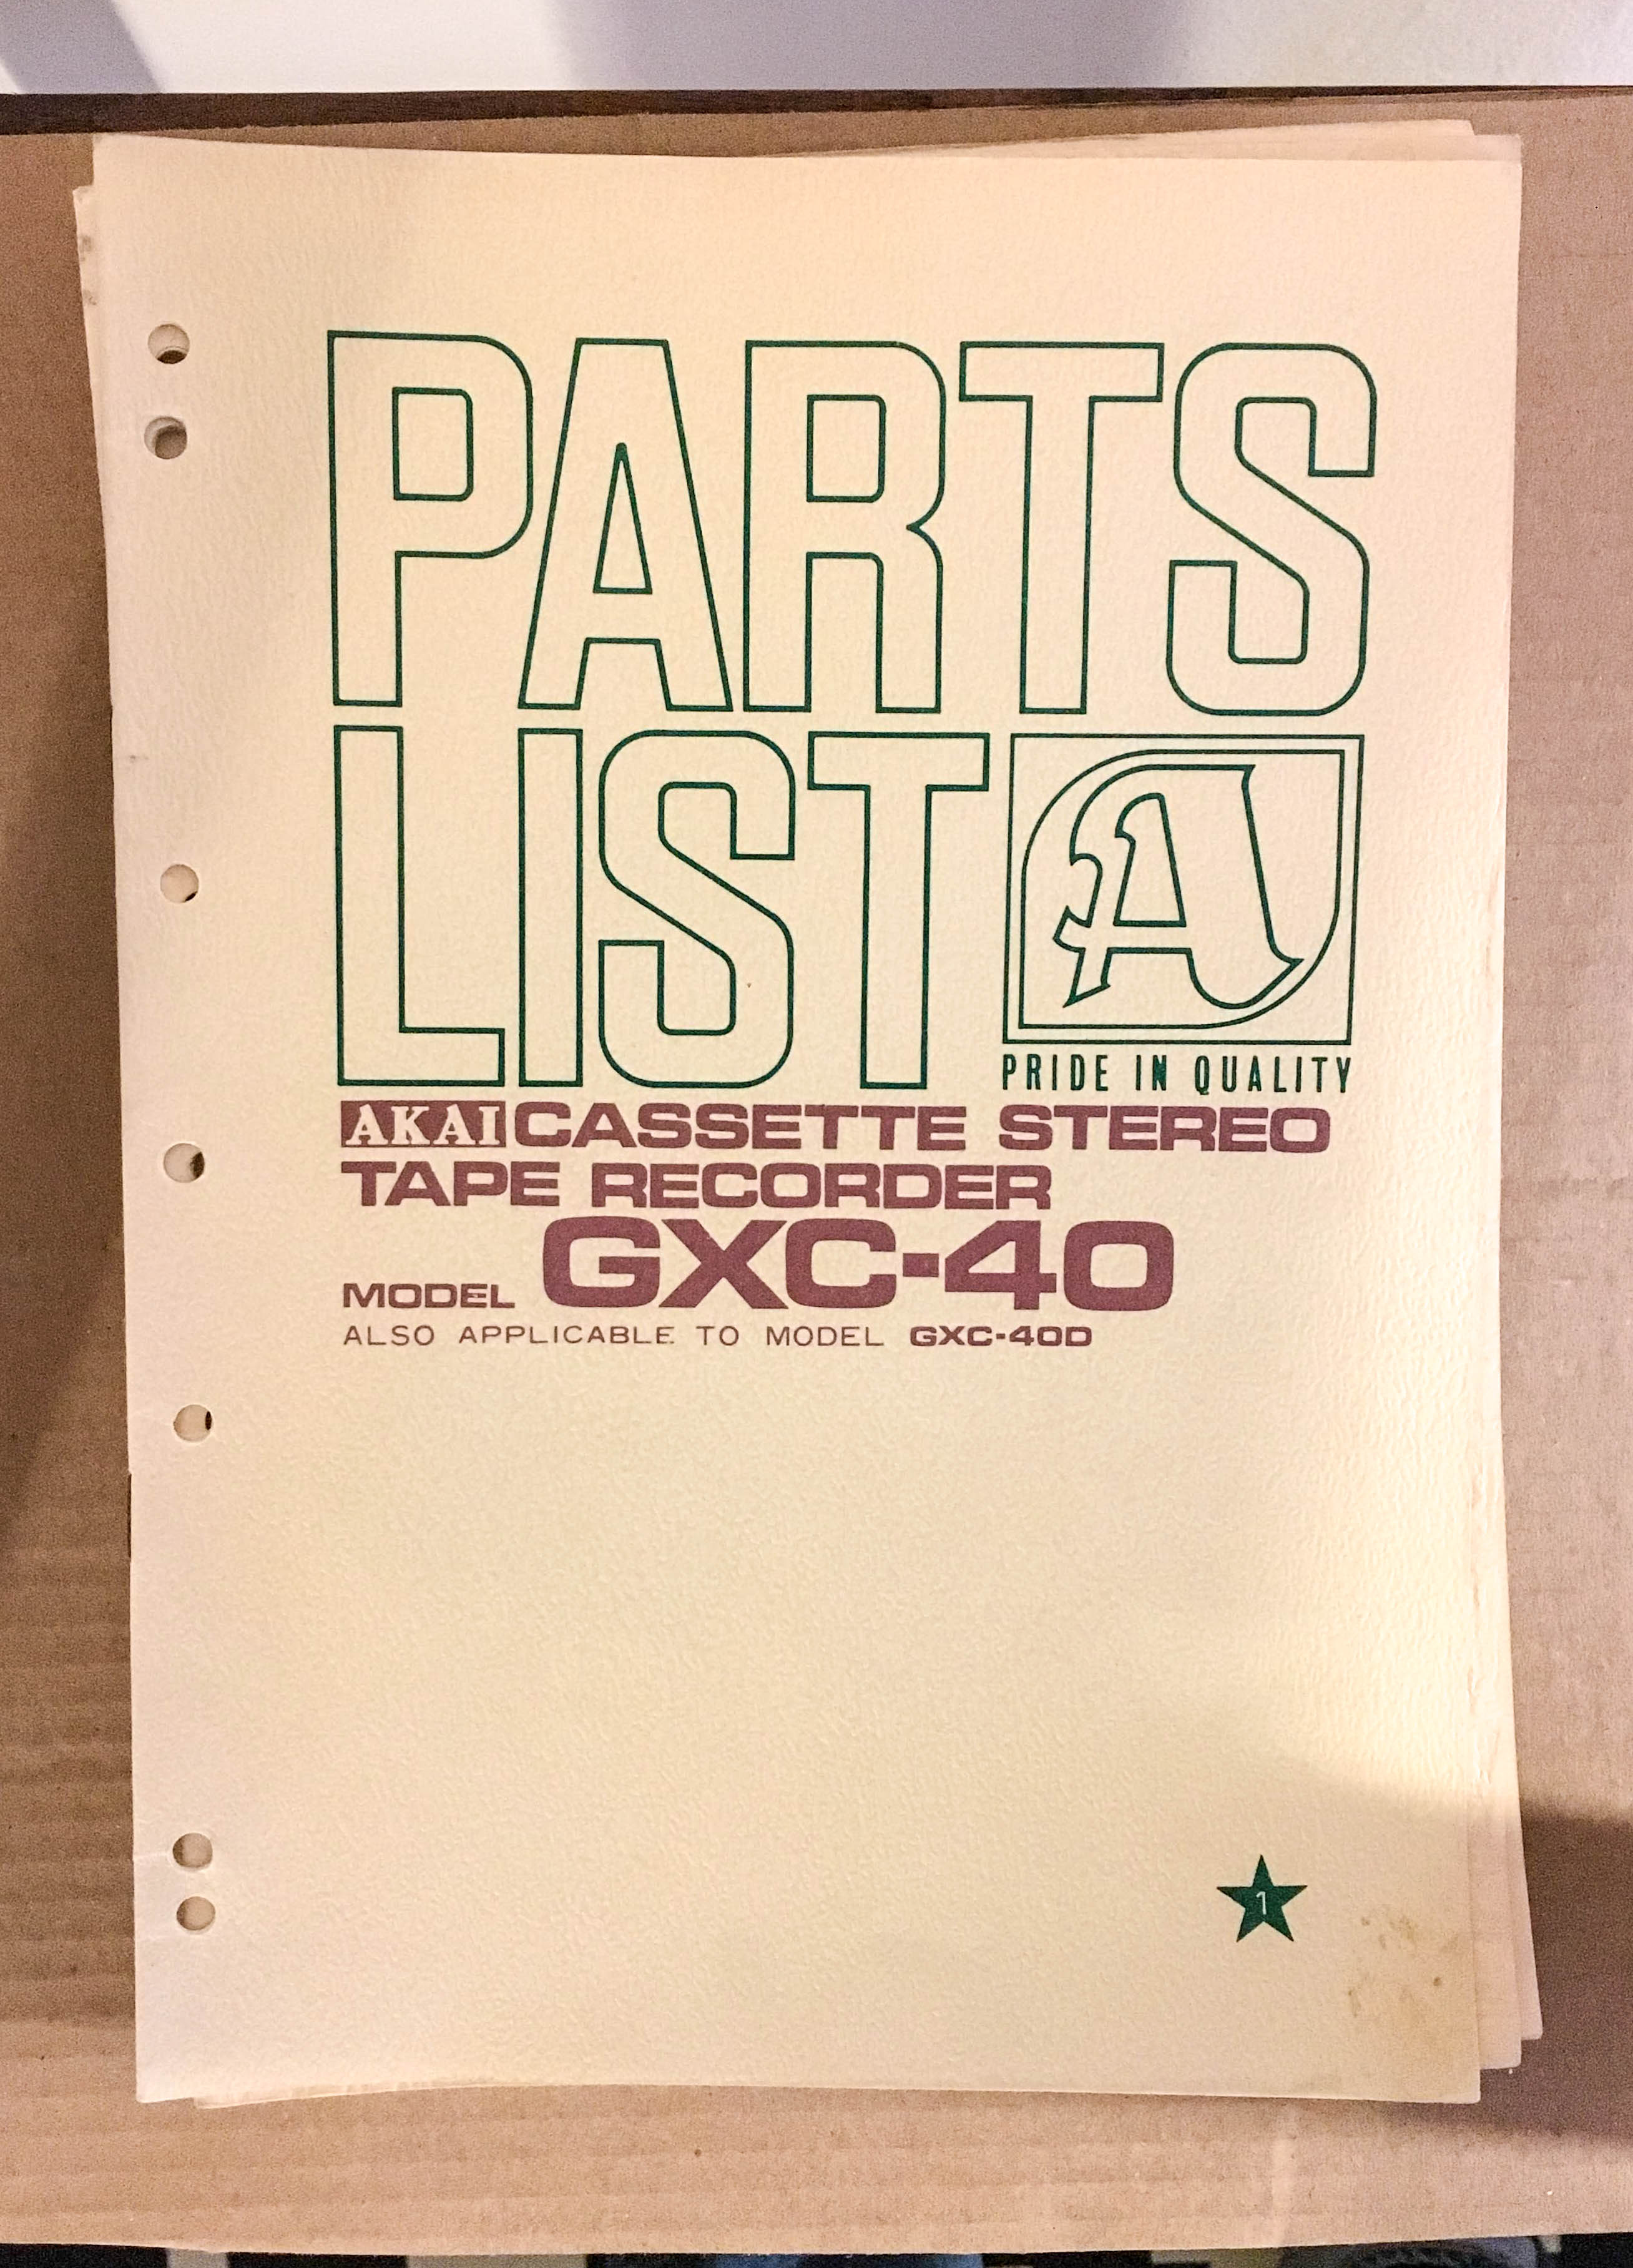 PARTS
LIST A
PRIDE IN QUALITY
AKAI CASSETTE STEREO
TAPE RECORDER
MODEL GXC-40
ALSO APPLICABLE TO MODEL GXC-40D
1